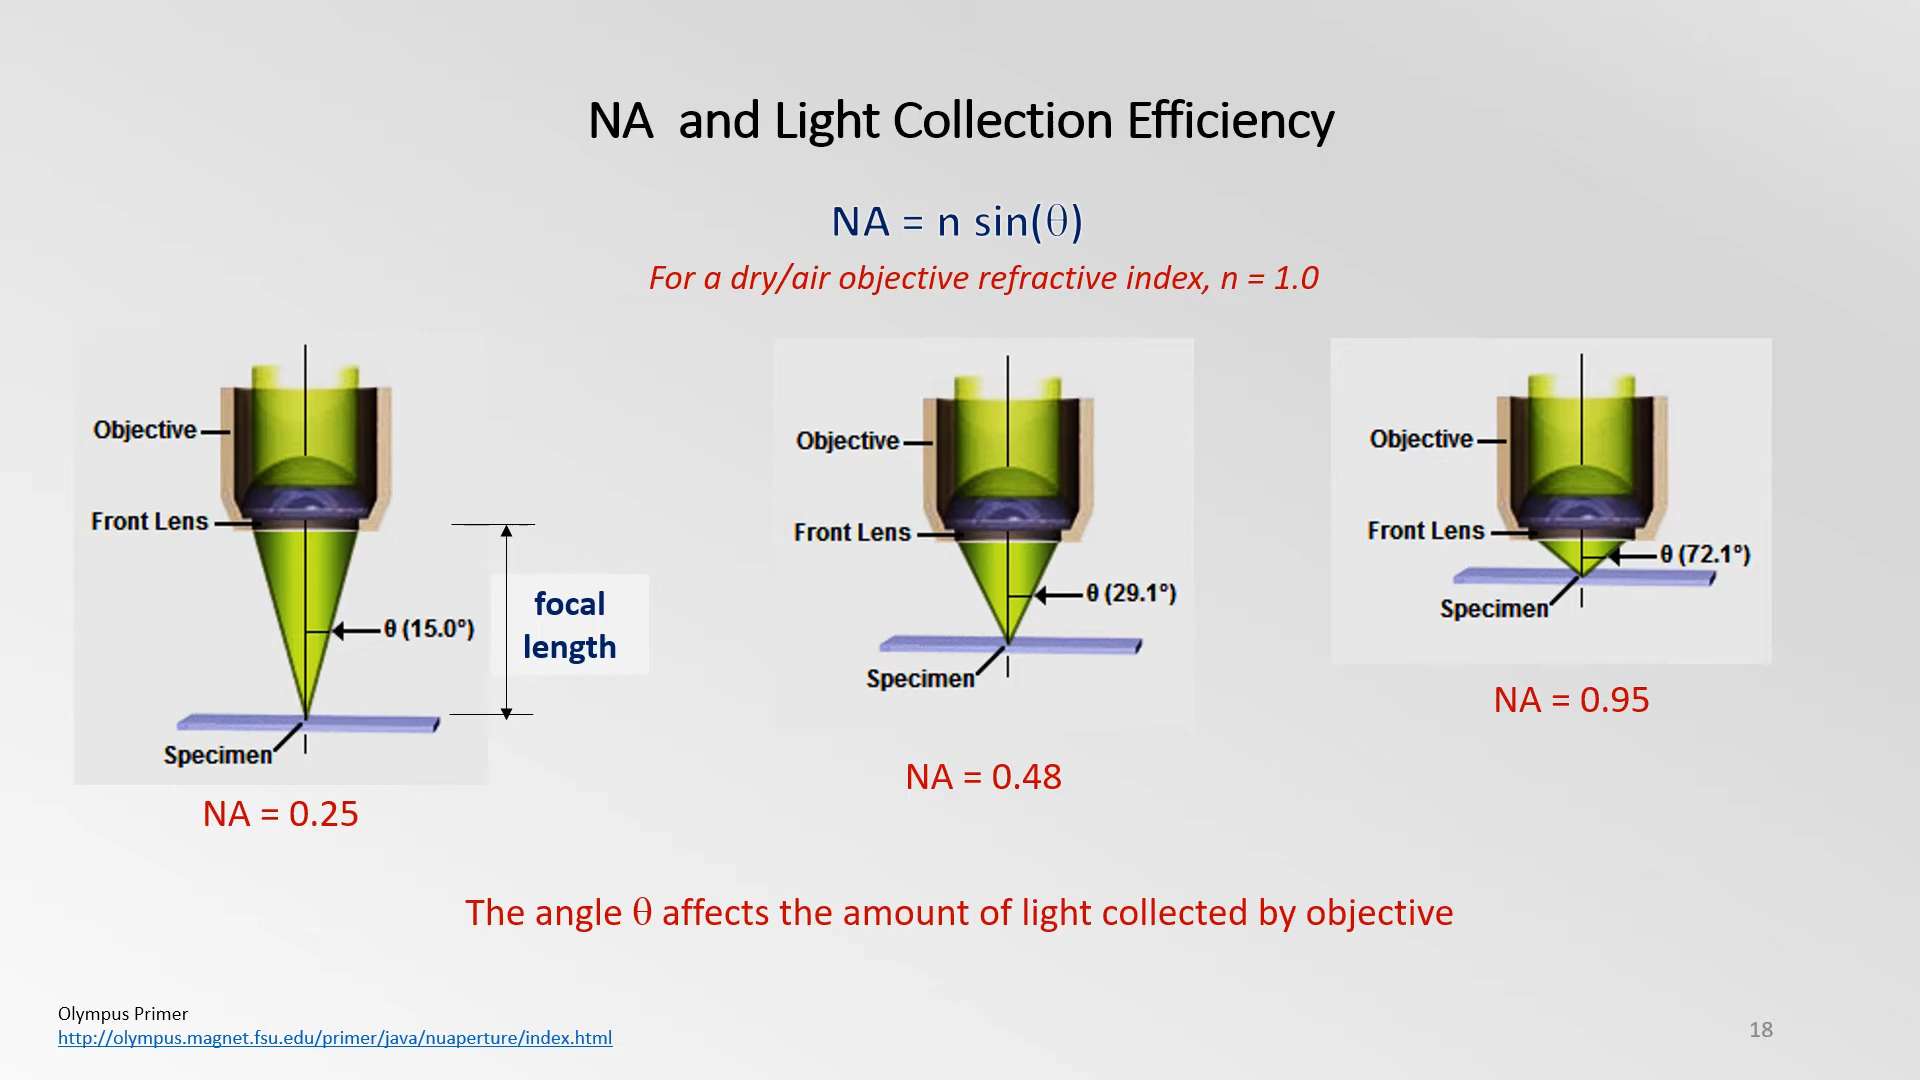 NA  and Light Collection Efficiency
NA = n sin(θ)
For a dry/air objective refractive index, n = 1.0
Objective
Front Lens
θ (15.0°)
Specimen
focal
length
NA = 0.25
Objective
Front Lens
θ (29.1°)
Specimen
NA = 0.48
Objective
Front Lens
θ (72.1°)
Specimen
NA = 0.95
The angle θ affects the amount of light collected by objective
Olympus Primer
http://olympus.magnet.fsu.edu/primer/java/nuaperture/index.html
18